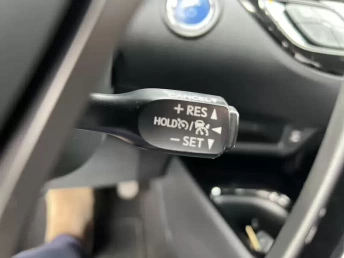 CANCEL
+ RES ▲
HOLD / ◀
− SET ▼